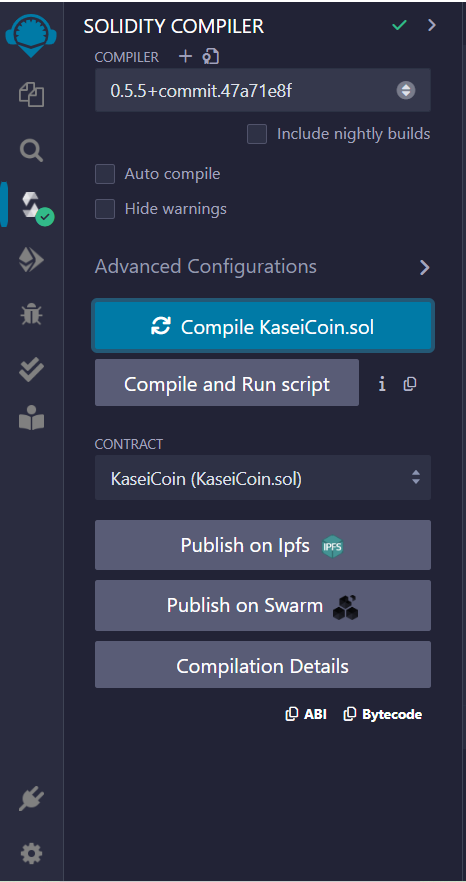 SOLIDITY COMPILER
COMPILER
0.5.5+commit.47a71e8f
Include nightly builds
Auto compile
Hide warnings
Advanced Configurations
Compile KaseiCoin.sol
Compile and Run script
CONTRACT
KaseiCoin (KaseiCoin.sol)
Publish on Ipfs IPFS
Publish on Swarm
Compilation Details
ABI Bytecode